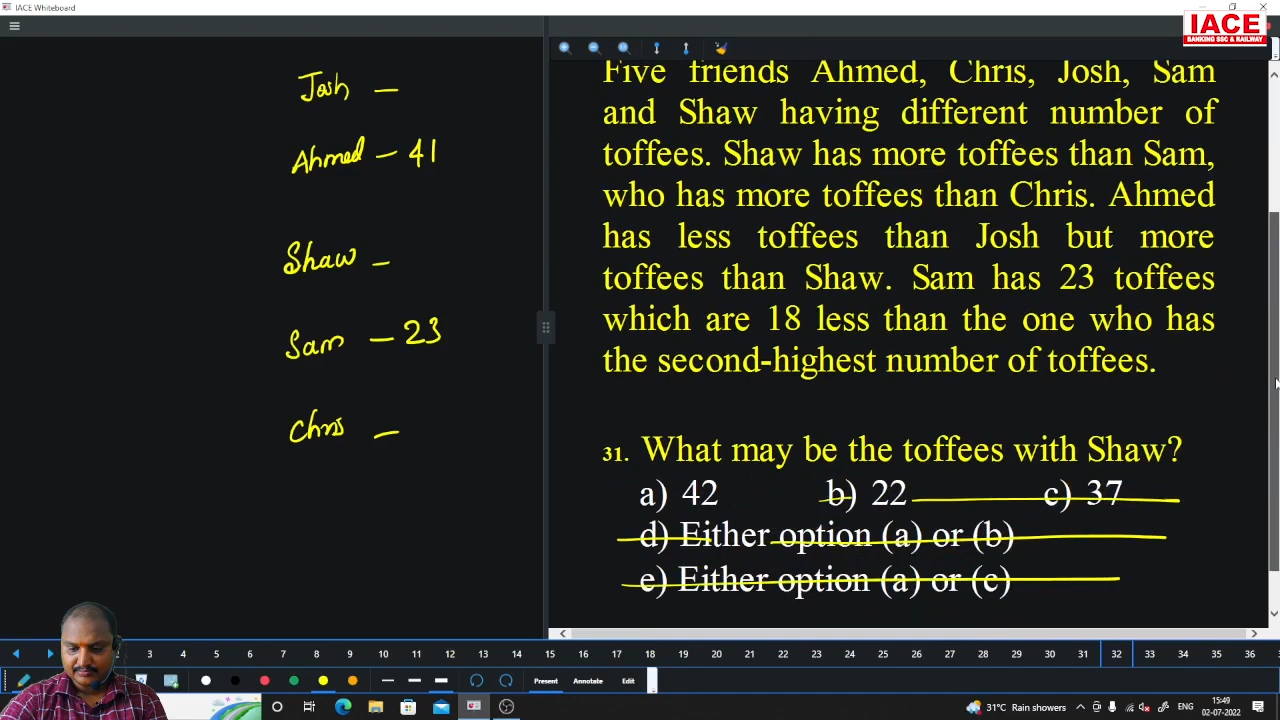 IACE Whiteboard
IACE
BANKING SSC & RAILWAY
Josh –
Ahmed – 41
Shaw –
Sam – 23
Chris –
Five friends Ahmed, Chris, Josh, Sam
and Shaw having different number of
toffees. Shaw has more toffees than Sam,
who has more toffees than Chris. Ahmed
has less toffees than Josh but more
toffees than Shaw. Sam has 23 toffees
which are 18 less than the one who has
the second-highest number of toffees.
31. What may be the toffees with Shaw?
a) 42 b) 22 c) 37
d) Either option (a) or (b)
e) Either option (a) or (c)
3 4 5 6 7 8 9 10 11 12 13 14 15 16 17 18 19 20 21 22 23 24 25 26 27 28 29 30 31 32 33 34 35 36
Present Annotate Edit
31°C Rain showers
ENG
15:49
02-07-2022